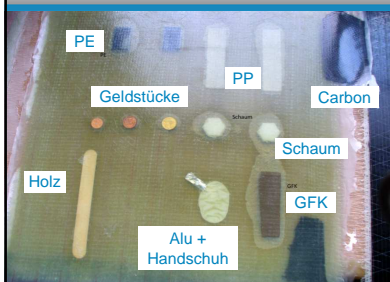 PE
PP
Geldstücke
Carbon
Schaum
Schaum
Holz
GFK
GFK
Alu +
Handschuh